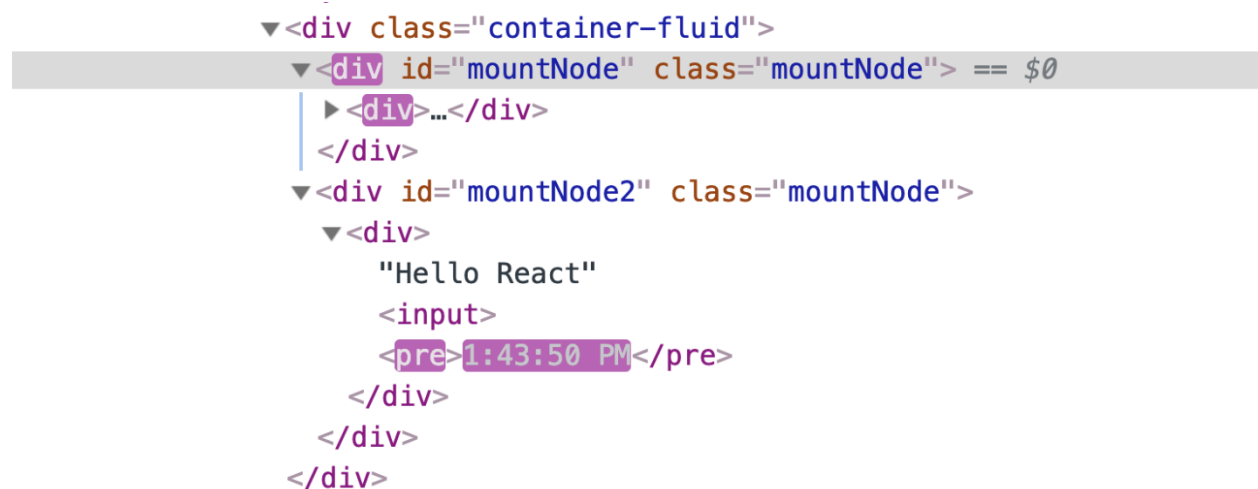 ▼<div class="container-fluid">
▼<div id="mountNode" class="mountNode"> == $0
▶<div>…</div>
</div>
▼<div id="mountNode2" class="mountNode">
▼<div>
"Hello React"
<input>
<pre>1:43:50 PM</pre>
</div>
</div>
</div>